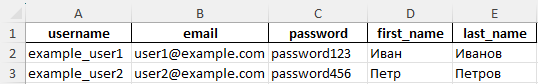 A B C D E
1 username email password first_name last_name
2 example_user1 user1@example.com password123 Иван Иванов
3 example_user2 user2@example.com password456 Петр Петров